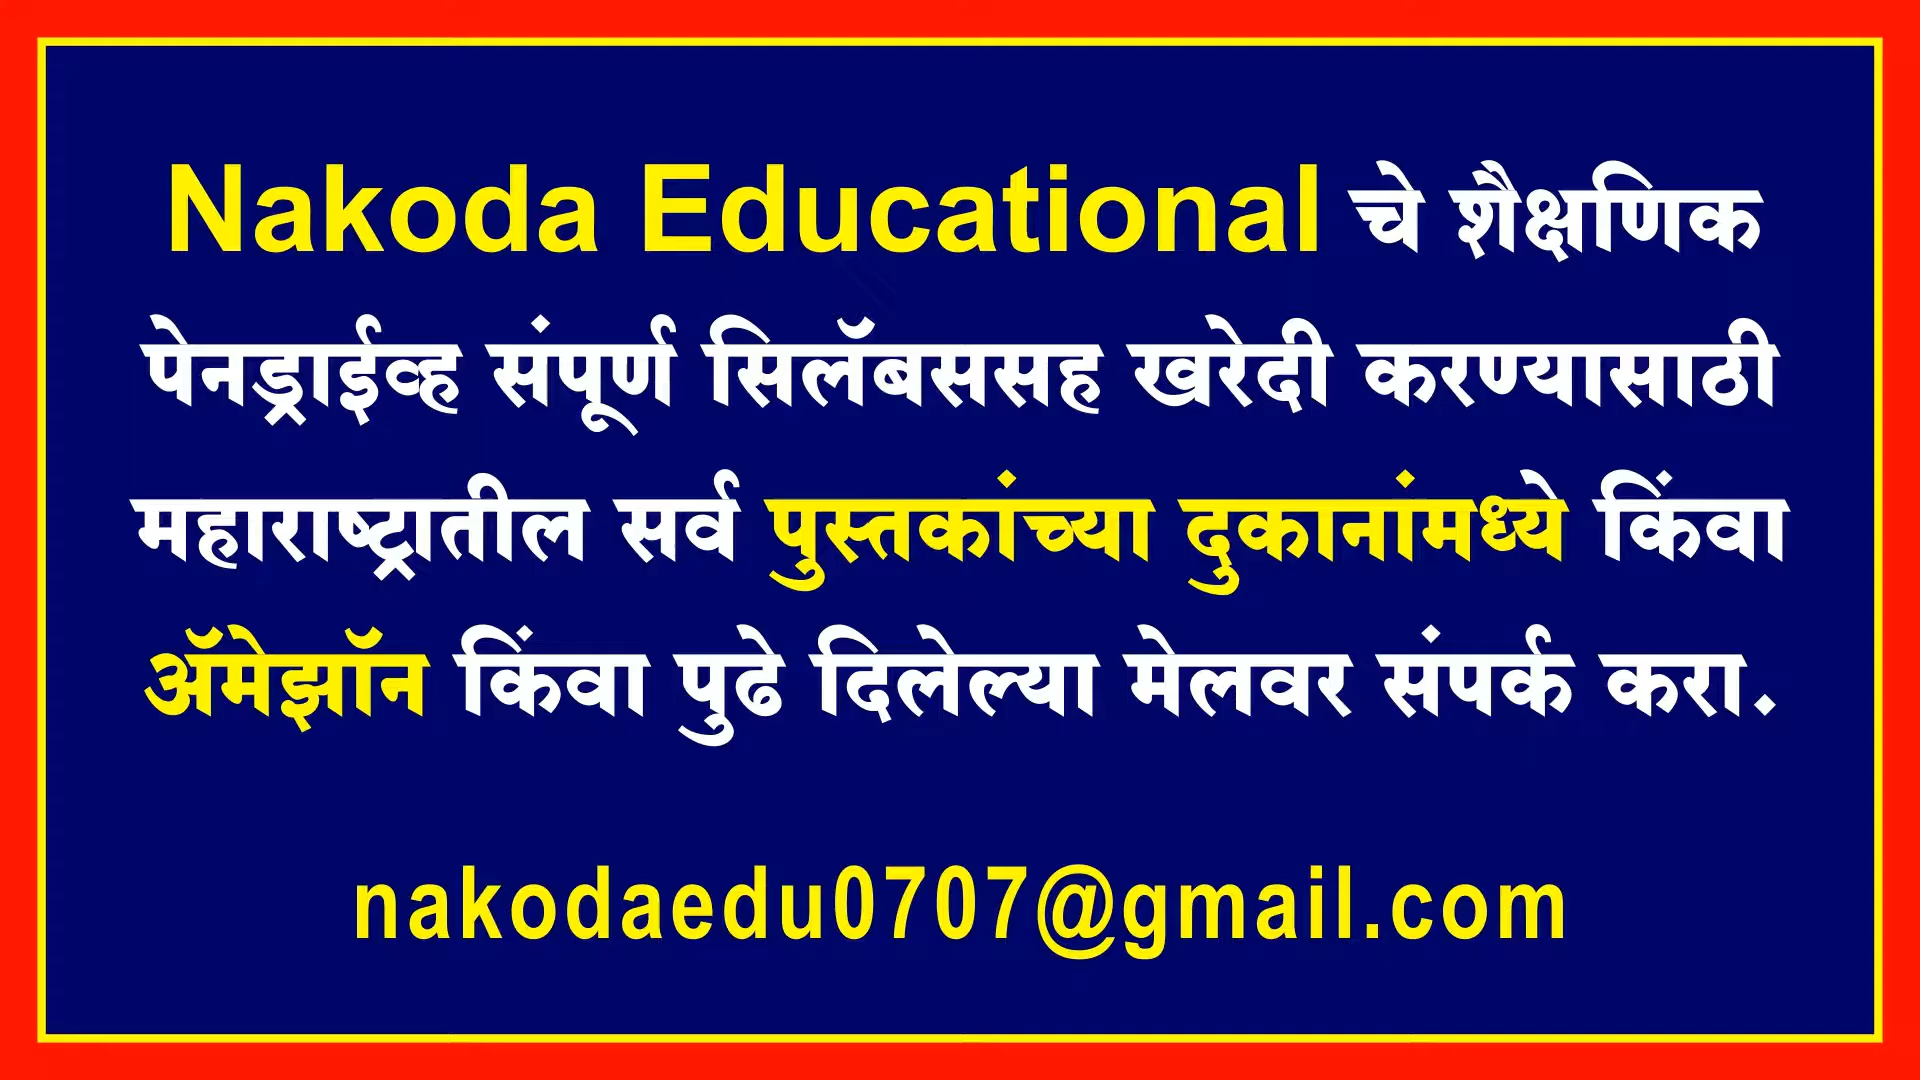 Nakoda Educational चे शैक्षणिक
पेनड्राईव्ह संपूर्ण सिलॅबससह खरेदी करण्यासाठी
महाराष्ट्रातील सर्व पुस्तकांच्या दुकानांमध्ये किंवा
ॲमेझॉन किंवा पुढे दिलेल्या मेलवर संपर्क करा.
nakodaedu0707@gmail.com